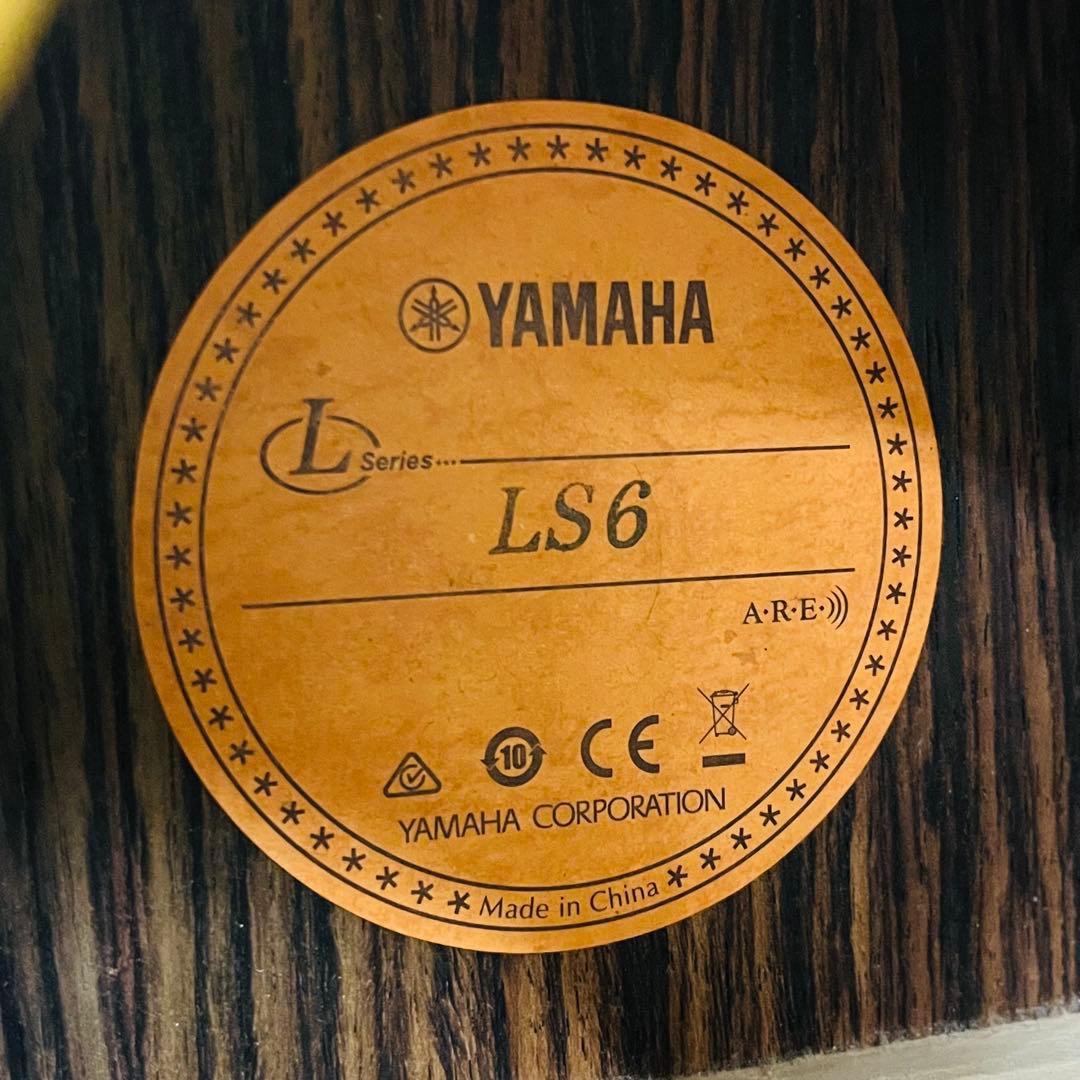 YAMAHA
L Series...
LS6
A·R·E·
10
CE
YAMAHA CORPORATION
Made in China